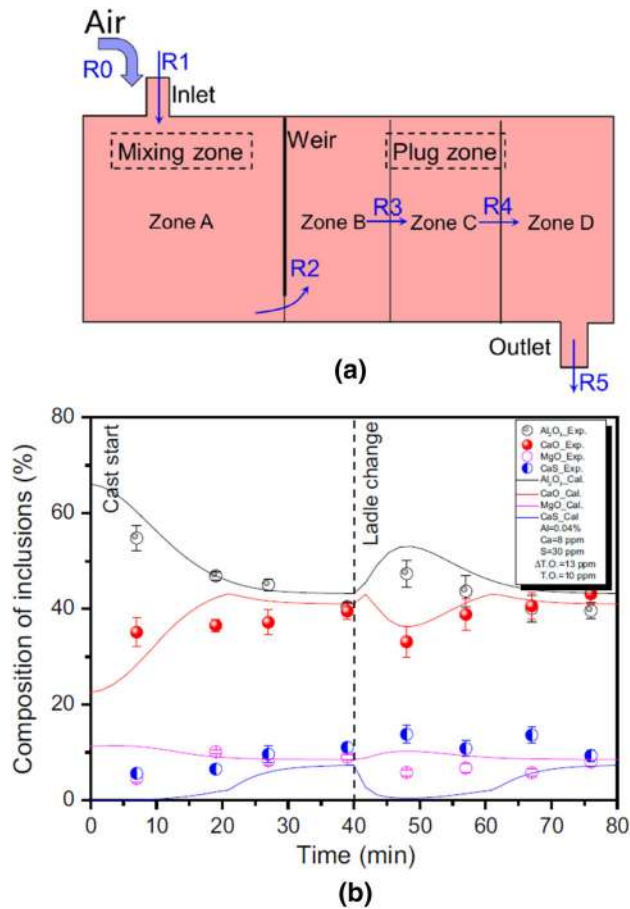 Air
R0
R1
Inlet
Mixing zone
Weir
Plug zone
Zone A
Zone B
R3
Zone C
R4
Zone D
R2
Outlet
R5
(a)
Composition of inclusions (%)
80
60
40
20
0
Cast start
Ladle change
Al₂O₃_Exp.
CaO_Exp.
MgO_Exp.
CaS_Exp.
Al₂O₃_Cal.
CaO_Cal.
MgO_Cal.
CaS_Cal
Al=0.04%
Ca=8 ppm
S=30 ppm
ΔT.O.=13 ppm
T.O.=10 ppm
0 10 20 30 40 50 60 70 80
Time (min)
(b)